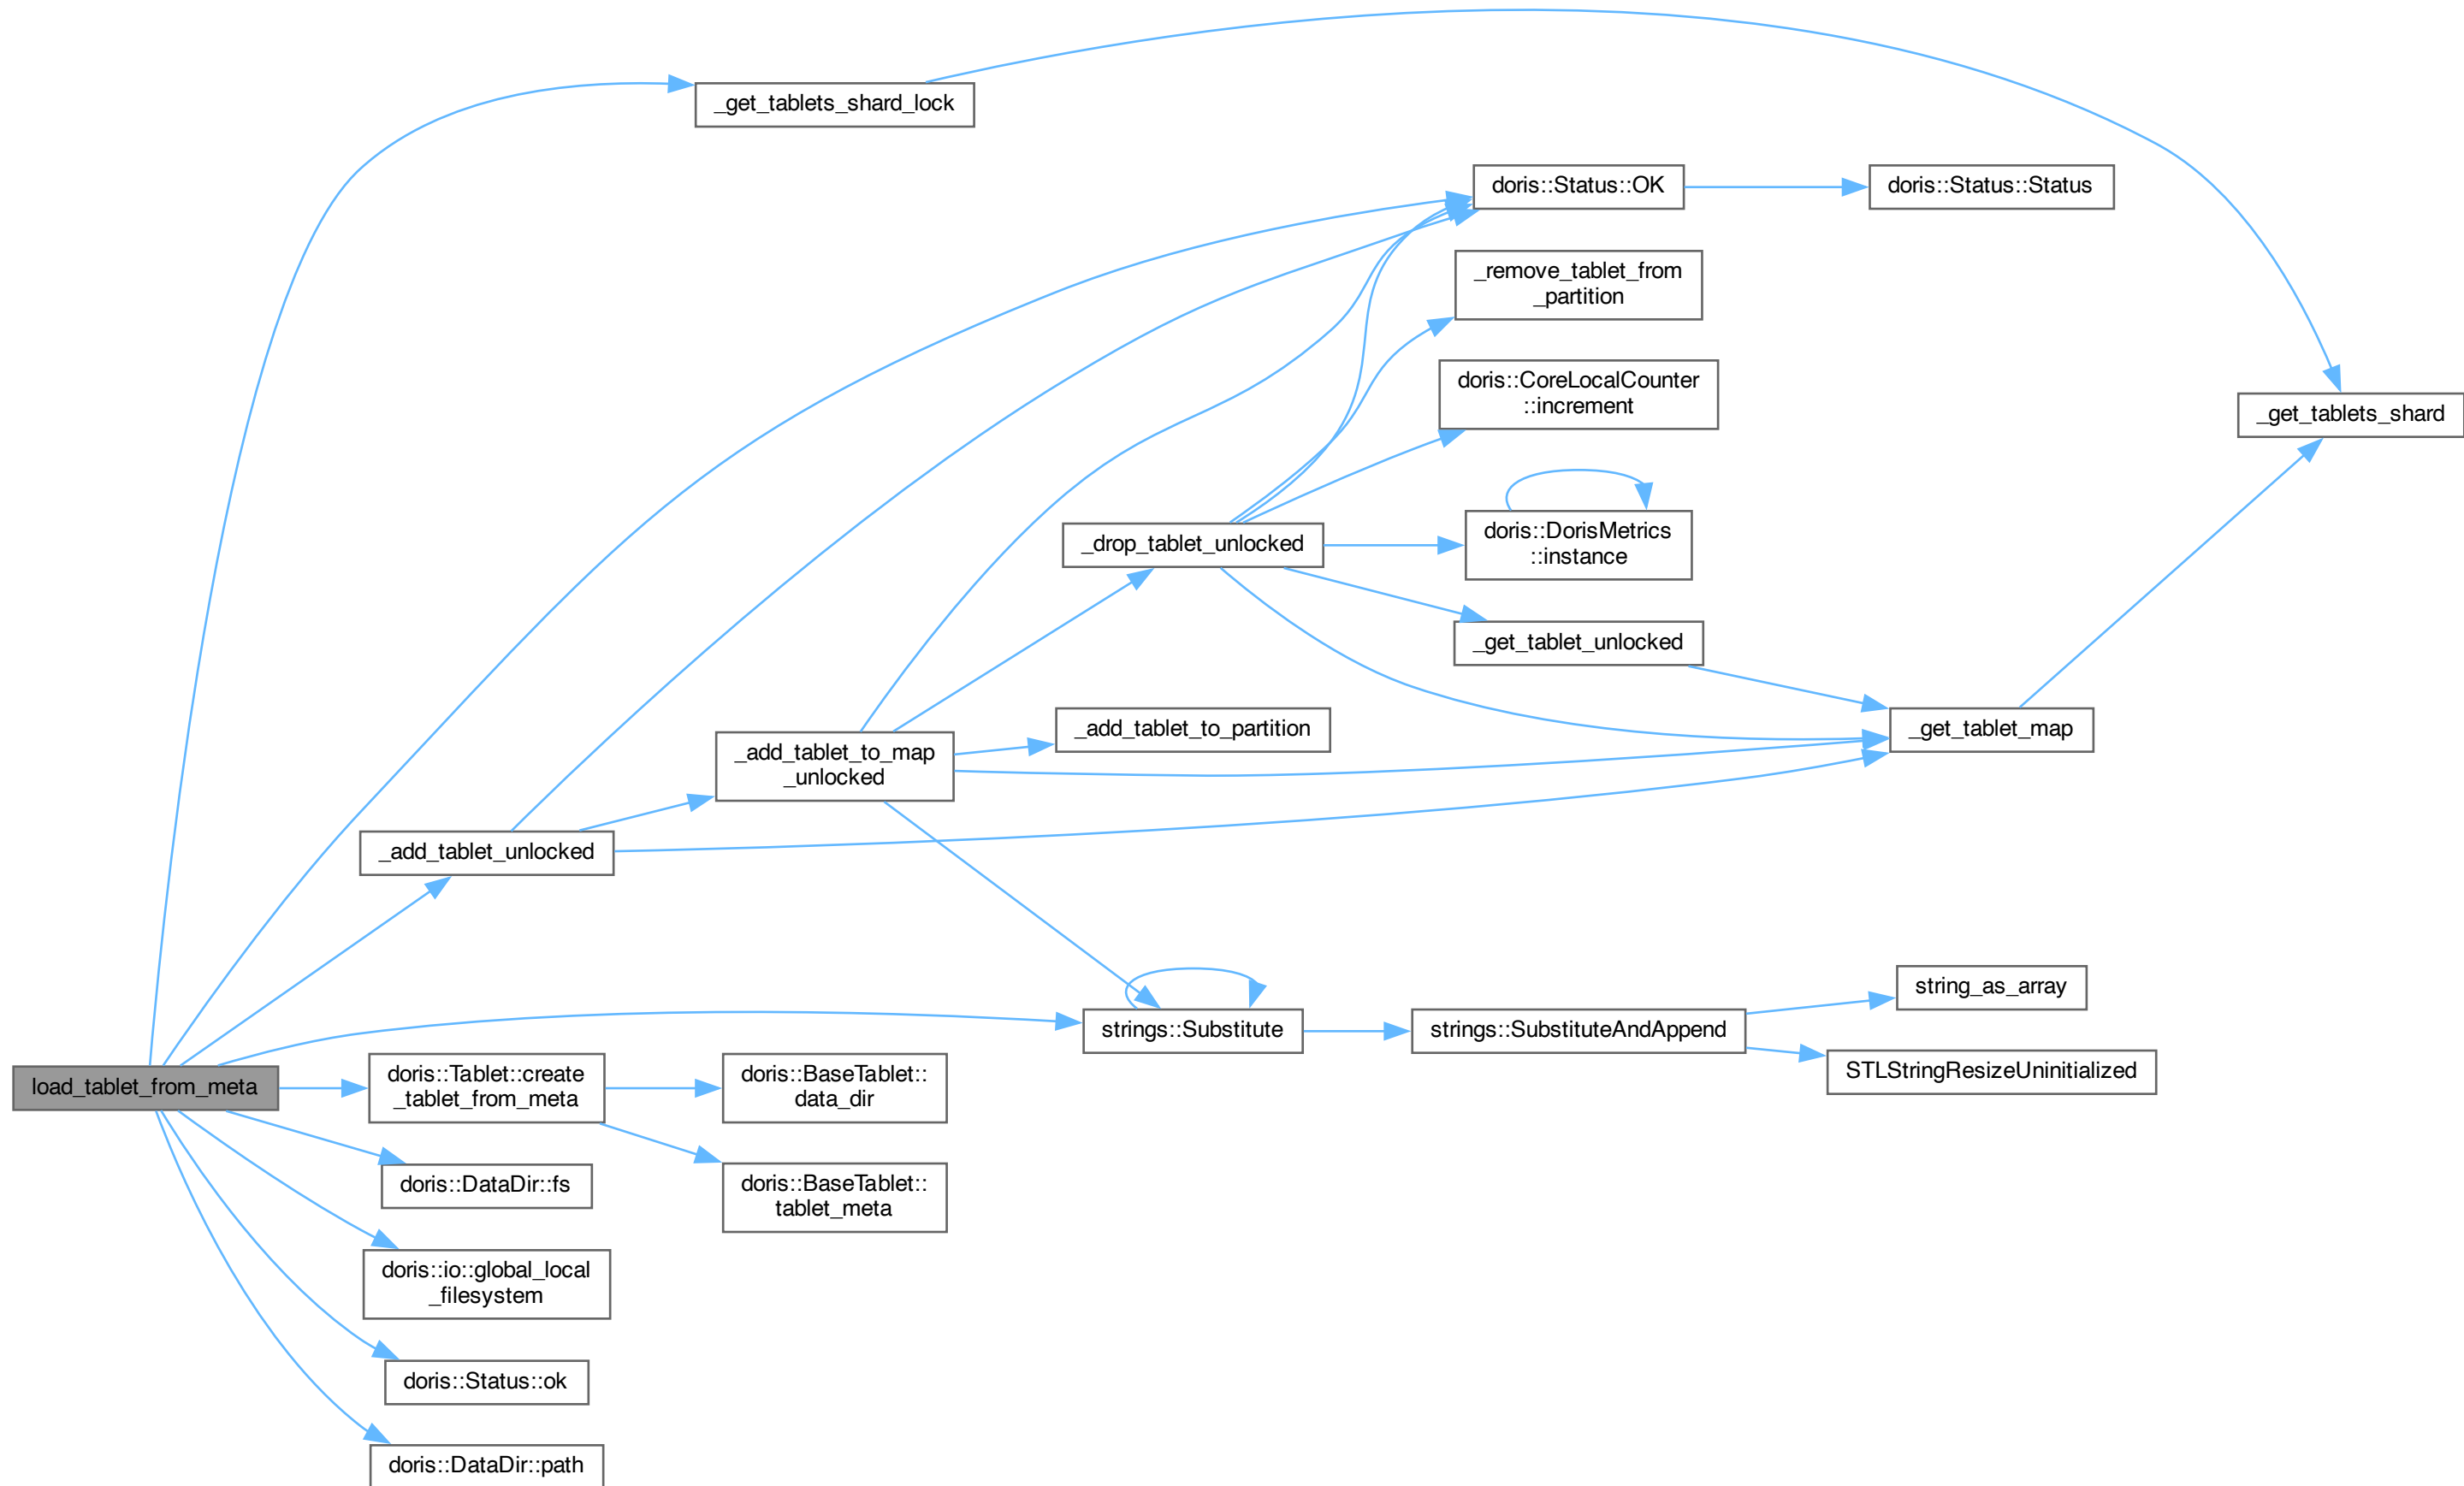 _get_tablets_shard_lock
doris::Status::OK
doris::Status::Status
_remove_tablet_from
_partition
doris::CoreLocalCounter
::increment
_get_tablets_shard
doris::DorisMetrics
::instance
_drop_tablet_unlocked
_get_tablet_unlocked
_add_tablet_to_partition
_get_tablet_map
_add_tablet_to_map
_unlocked
_add_tablet_unlocked
string_as_array
strings::Substitute
strings::SubstituteAndAppend
STLStringResizeUninitialized
load_tablet_from_meta
doris::Tablet::create
_tablet_from_meta
doris::BaseTablet::
data_dir
doris::DataDir::fs
doris::BaseTablet::
tablet_meta
doris::io::global_local
_filesystem
doris::Status::ok
doris::DataDir::path